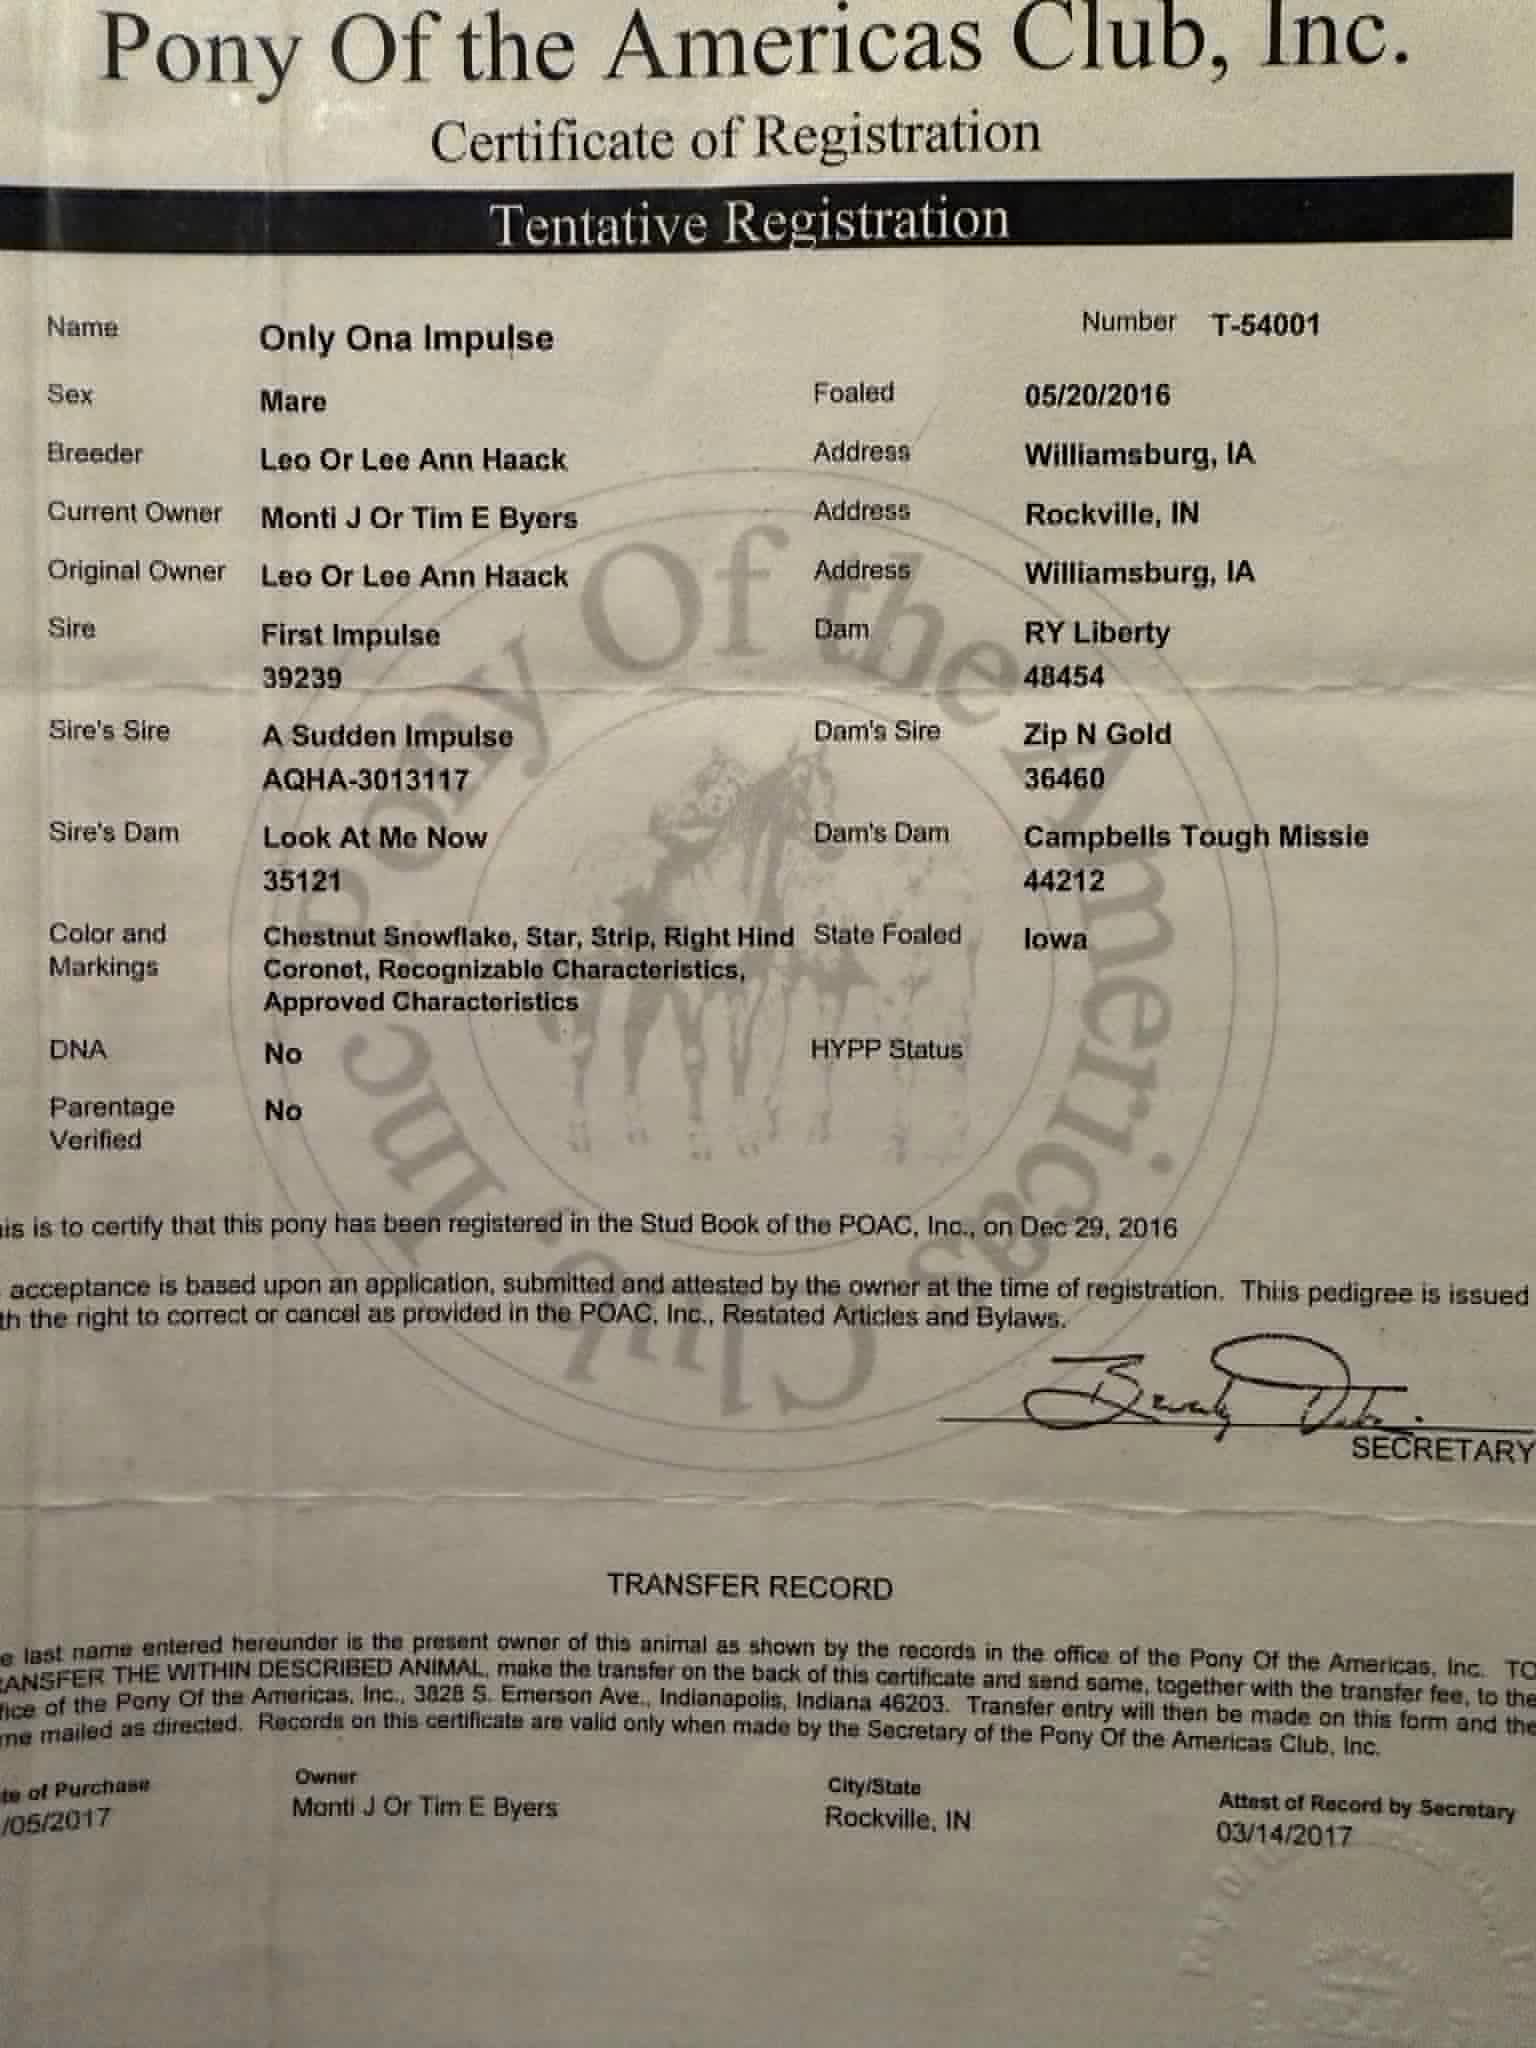 Pony Of the Americas Club, Inc.
Certificate of Registration
Tentative Registration
Name Only Ona Impulse Number T-54001
Sex Mare Foaled 05/20/2016
Breeder Leo Or Lee Ann Haack Address Williamsburg, IA
Current Owner Monti J Or Tim E Byers Address Rockville, IN
Original Owner Leo Or Lee Ann Haack Address Williamsburg, IA
Sire First Impulse Dam RY Liberty
39239 48454
Sire's Sire A Sudden Impulse Dam's Sire Zip N Gold
AQHA-3013117 36460
Sire's Dam Look At Me Now Dam's Dam Campbells Tough Missie
35121 44212
Color and Chestnut Snowflake, Star, Strip, Right Hind State Foaled Iowa
Markings Coronet, Recognizable Characteristics,
Approved Characteristics
DNA No HYPP Status
Parentage No
Verified
Pony Of the Americas Club, Inc.
is is to certify that this pony has been registered in the Stud Book of the POAC, Inc., on Dec 29, 2016
acceptance is based upon an application, submitted and attested by the owner at the time of registration. This pedigree is issued
th the right to correct or cancel as provided in the POAC, Inc., Restated Articles and Bylaws.
SECRETARY
TRANSFER RECORD
e last name entered hereunder is the present owner of this animal as shown by the records in the office of the Pony Of the Americas, Inc. TO
RANSFER THE WITHIN DESCRIBED ANIMAL, make the transfer on the back of this certificate and send same, together with the transfer fee, to the
fice of the Pony Of the Americas, Inc., 3828 S. Emerson Ave., Indianapolis, Indiana 46203. Transfer entry will then be made on this form and the
me mailed as directed. Records on this certificate are valid only when made by the Secretary of the Pony Of the Americas Club, Inc.
te of Purchase Owner City/State Attest of Record by Secretary
/05/2017 Monti J Or Tim E Byers Rockville, IN 03/14/2017